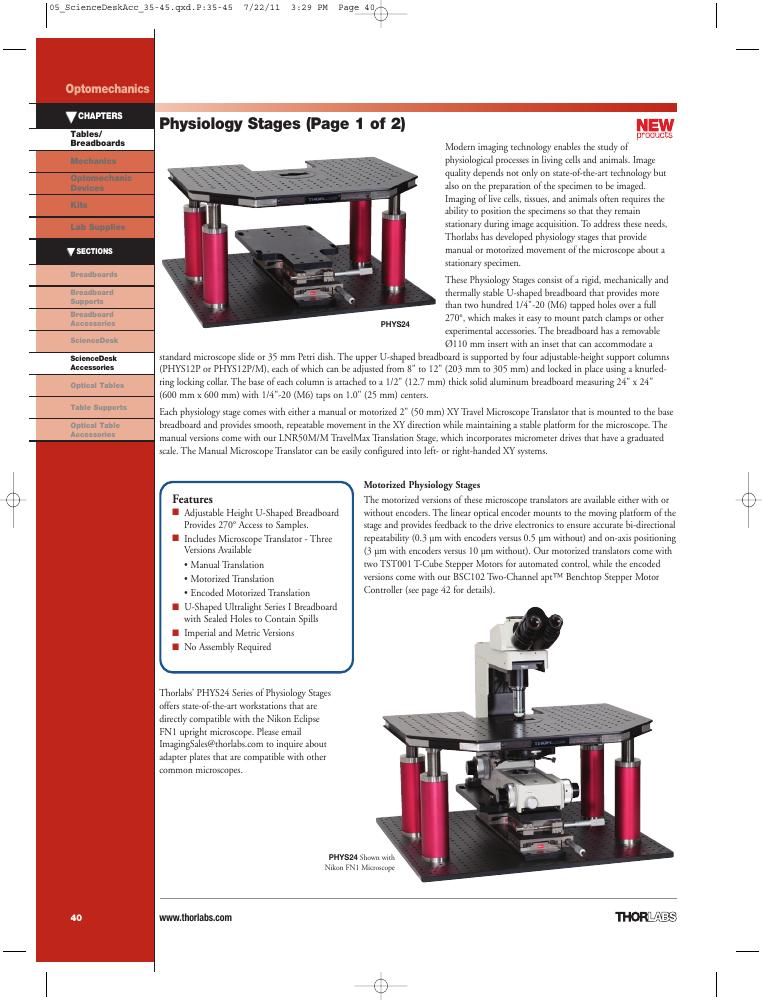 05_ScienceDeskAcc_35-45.qxd.P:35-45 7/22/11 3:29 PM Page 40
Optomechanics
CHAPTERS
Tables/
Breadboards
Mechanics
Optomechanic
Devices
Kits
Lab Supplies
SECTIONS
Breadboards
Breadboard
Supports
Breadboard
Accessories
ScienceDesk
ScienceDesk
Accessories
Optical Tables
Table Supports
Optical Table
Accessories
Physiology Stages (Page 1 of 2)
NEW
products
Modern imaging technology enables the study of
physiological processes in living cells and animals. Image
quality depends not only on state-of-the-art technology but
also on the preparation of the specimen to be imaged.
Imaging of live cells, tissues, and animals often requires the
ability to position the specimens so that they remain
stationary during image acquisition. To address these needs,
Thorlabs has developed physiology stages that provide
manual or motorized movement of the microscope about a
stationary specimen.
PHYS24
These Physiology Stages consist of a rigid, mechanically and
thermally stable U-shaped breadboard that provides more
than two hundred 1/4"-20 (M6) tapped holes over a full
270°, which makes it easy to mount patch clamps or other
experimental accessories. The breadboard has a removable
Ø110 mm insert with an inset that can accommodate a
standard microscope slide or 35 mm Petri dish. The upper U-shaped breadboard is supported by four adjustable-height support columns
(PHYS12P or PHYS12P/M), each of which can be adjusted from 8" to 12" (203 mm to 305 mm) and locked in place using a knurled-
ring locking collar. The base of each column is attached to a 1/2" (12.7 mm) thick solid aluminum breadboard measuring 24" x 24"
(600 mm x 600 mm) with 1/4"-20 (M6) taps on 1.0" (25 mm) centers.
Each physiology stage comes with either a manual or motorized 2" (50 mm) XY Travel Microscope Translator that is mounted to the base
breadboard and provides smooth, repeatable movement in the XY direction while maintaining a stable platform for the microscope. The
manual versions come with our LNR50M/M TravelMax Translation Stage, which incorporates micrometer drives that have a graduated
scale. The Manual Microscope Translator can be easily configured into left- or right-handed XY systems.
Features
■ Adjustable Height U-Shaped Breadboard
Provides 270° Access to Samples.
■ Includes Microscope Translator - Three
Versions Available
• Manual Translation
• Motorized Translation
• Encoded Motorized Translation
■ U-Shaped Ultralight Series I Breadboard
with Sealed Holes to Contain Spills
■ Imperial and Metric Versions
■ No Assembly Required
Motorized Physiology Stages
The motorized versions of these microscope translators are available either with or
without encoders. The linear optical encoder mounts to the moving platform of the
stage and provides feedback to the drive electronics to ensure accurate bi-directional
repeatability (0.3 µm with encoders versus 0.5 µm without) and on-axis positioning
(3 µm with encoders versus 10 µm without). Our motorized translators come with
two TST001 T-Cube Stepper Motors for automated control, while the encoded
versions come with our BSC102 Two-Channel apt™ Benchtop Stepper Motor
Controller (see page 42 for details).
Thorlabs' PHYS24 Series of Physiology Stages
offers state-of-the-art workstations that are
directly compatible with the Nikon Eclipse
FN1 upright microscope. Please email
ImagingSales@thorlabs.com to inquire about
adapter plates that are compatible with other
common microscopes.
PHYS24 Shown with
Nikon FN1 Microscope
40
www.thorlabs.com
THORLABS